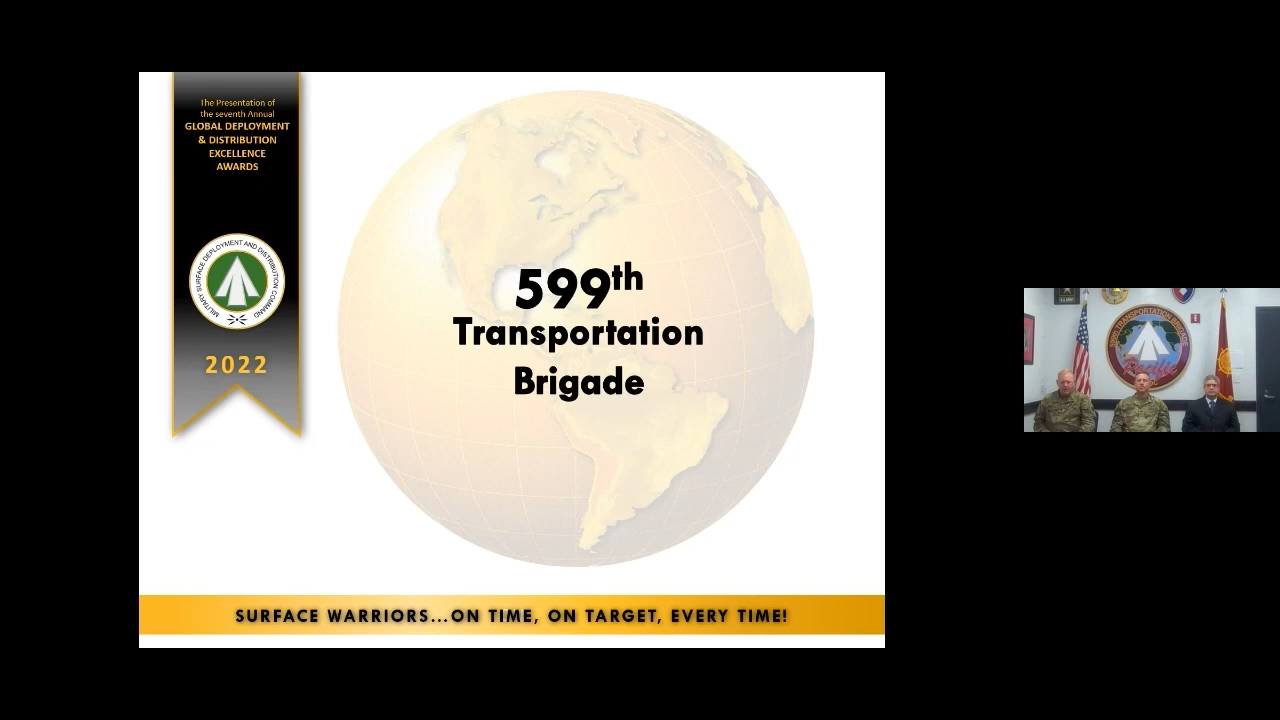 The Presentation of
the seventh Annual
GLOBAL DEPLOYMENT
& DISTRIBUTION
EXCELLENCE
AWARDS
MILITARY SURFACE DEPLOYMENT AND DISTRIBUTION COMMAND
2022
599th
Transportation
Brigade
SURFACE WARRIORS...ON TIME, ON TARGET, EVERY TIME!
599TH TRANSPORTATION BRIGADE
Pacific